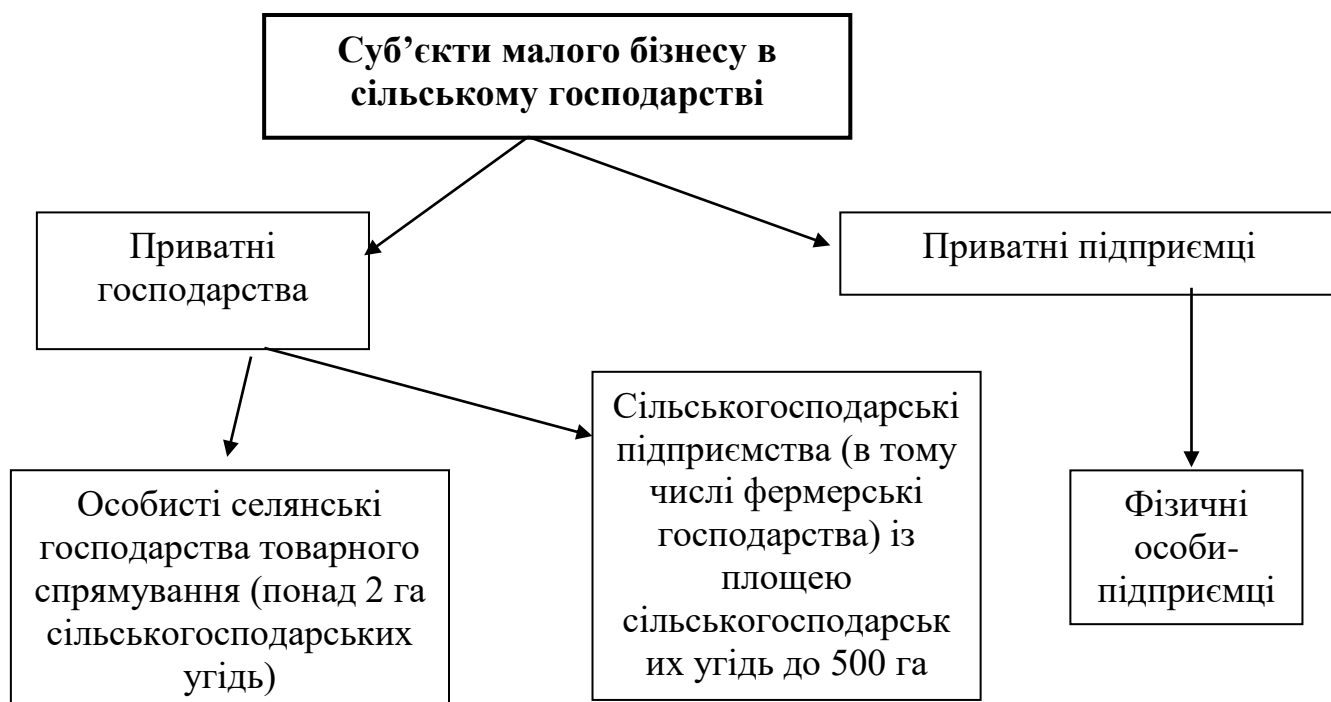 Суб’єкти малого бізнесу в
сільському господарстві
Приватні
господарства
Приватні підприємці
Особисті селянські
господарства товарного
спрямування (понад 2 га
сільськогосподарських
угідь)
Сільськогосподарські
підприємства (в тому
числі фермерські
господарства) із
площею
сільськогосподарськ
их угідь до 500 га
Фізичні
особи-
підприємці